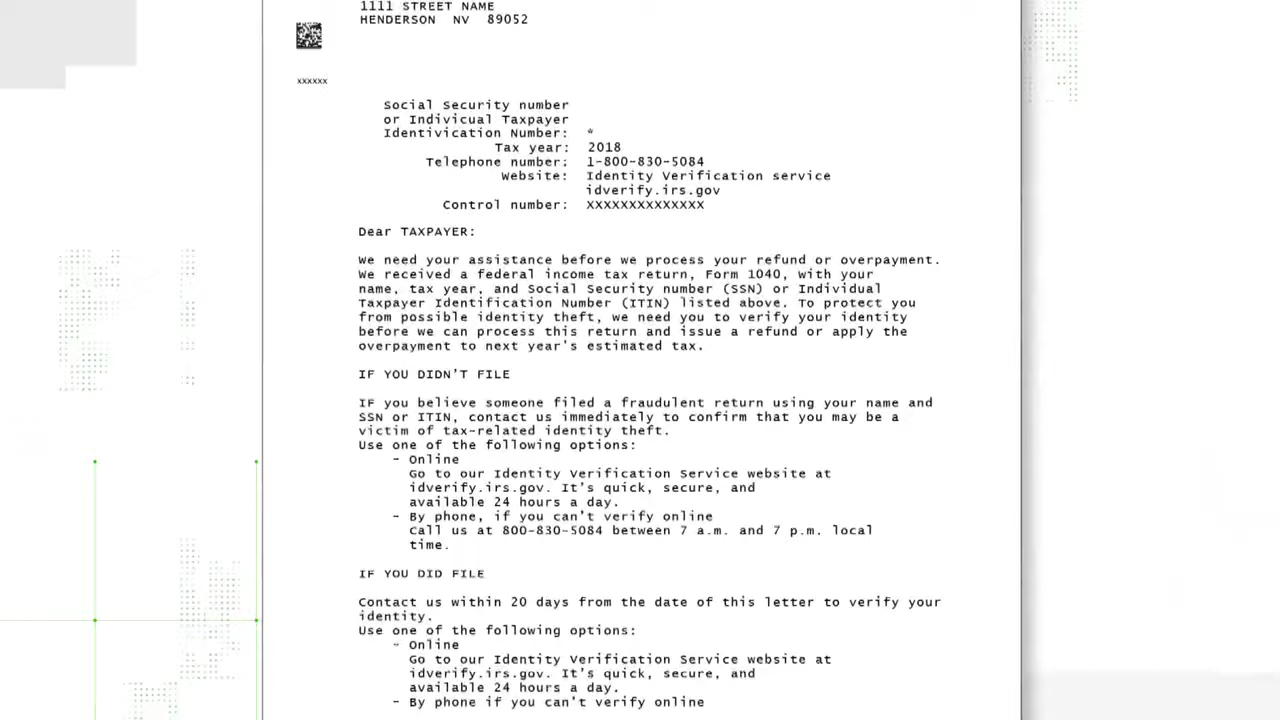 1111 STREET NAME
HENDERSON NV 89052
xxxxxx
Social Security number
or Indivicual Taxpayer
Identivication Number: *
Tax year: 2018
Telephone number: 1-800-830-5084
Website: Identity Verification service
idverify.irs.gov
Control number: XXXXXXXXXXXXXX
Dear TAXPAYER:
We need your assistance before we process your refund or overpayment.
We received a federal income tax return, Form 1040, with your
name, tax year, and Social Security number (SSN) or Individual
Taxpayer Identification Number (ITIN) listed above. To protect you
from possible identity theft, we need you to verify your identity
before we can process this return and issue a refund or apply the
overpayment to next year's estimated tax.
IF YOU DIDN'T FILE
IF you believe someone filed a fraudulent return using your name and
SSN or ITIN, contact us immediately to confirm that you may be a
victim of tax-related identity theft.
Use one of the following options:
- Online
Go to our Identity Verification Service website at
idverify.irs.gov. It's quick, secure, and
available 24 hours a day.
- By phone, if you can't verify online
Call us at 800-830-5084 between 7 a.m. and 7 p.m. local
time.
IF YOU DID FILE
Contact us within 20 days from the date of this letter to verify your
identity.
Use one of the following options:
- Online
Go to our Identity Verification Service website at
idverify.irs.gov. It's quick, secure, and
available 24 hours a day.
- By phone if you can't verify online